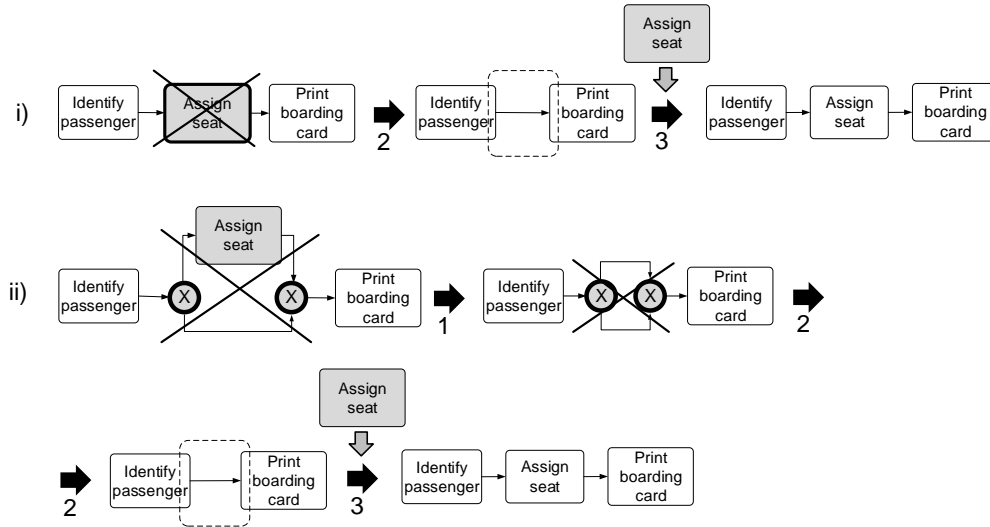 Assign
seat
i)
Identify
passenger
Assign
seat
Print
boarding
card
2
Identify
passenger
Print
boarding
card
3
Identify
passenger
Assign
seat
Print
boarding
card
ii)
Identify
passenger
X
Assign
seat
X
Print
boarding
card
1
Identify
passenger
X
X
Print
boarding
card
2
2
Identify
passenger
Print
boarding
card
Assign
seat
3
Identify
passenger
Assign
seat
Print
boarding
card